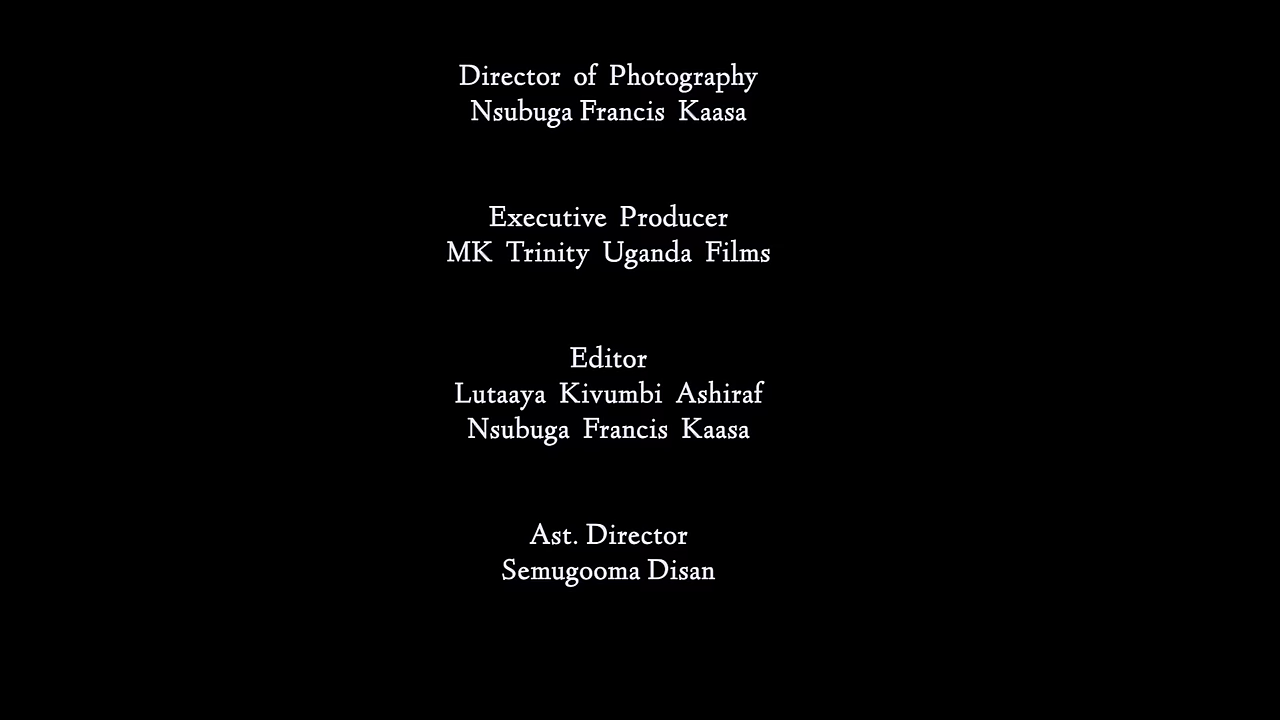 Director of Photography
Nsubuga Francis Kaasa
Executive Producer
MK Trinity Uganda Films
Editor
Lutaaya Kivumbi Ashiraf
Nsubuga Francis Kaasa
Ast. Director
Semugooma Disan